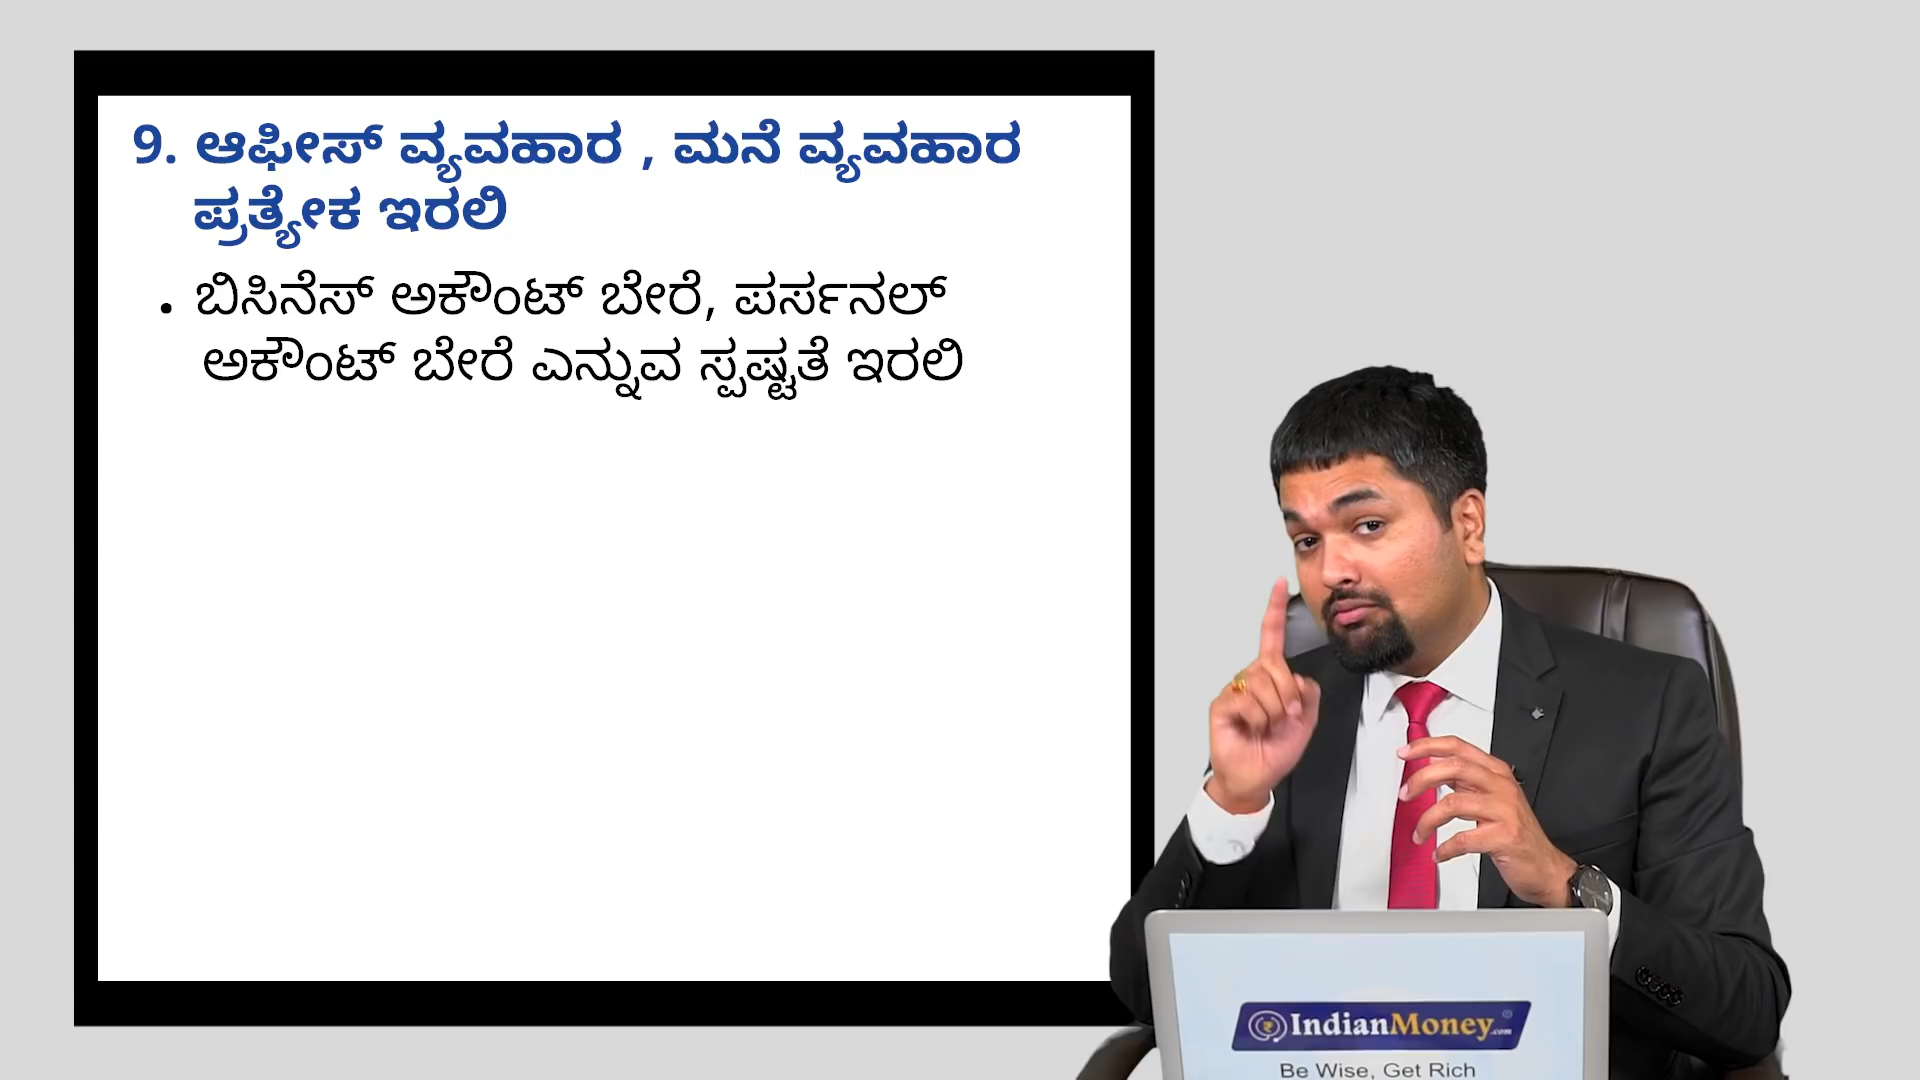 9. ಆಫೀಸ್ ವ್ಯವಹಾರ , ಮನೆ ವ್ಯವಹಾರ
ಪ್ರತ್ಯೇಕ ಇರಲಿ
• ಬಿಸಿನೆಸ್ ಅಕೌಂಟ್ ಬೇರೆ, ಪರ್ಸನಲ್
ಅಕೌಂಟ್ ಬೇರೆ ಎನ್ನುವ ಸ್ಪಷ್ಟತೆ ಇರಲಿ
IndianMoney.com
Be Wise, Get Rich